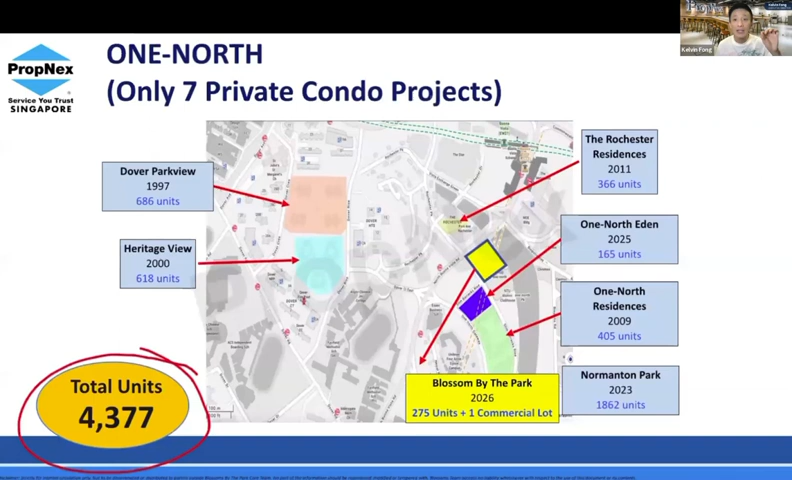 ONE-NORTH
(Only 7 Private Condo Projects)
PropNex
Service You Trust
SINGAPORE
Kelvin Fong
Dover Parkview
1997
686 units
Heritage View
2000
618 units
The Rochester
Residences
2011
366 units
One-North Eden
2025
165 units
One-North
Residences
2009
405 units
Normanton Park
2023
1862 units
Blossom By The Park
2026
275 Units + 1 Commercial Lot
Total Units
4,377